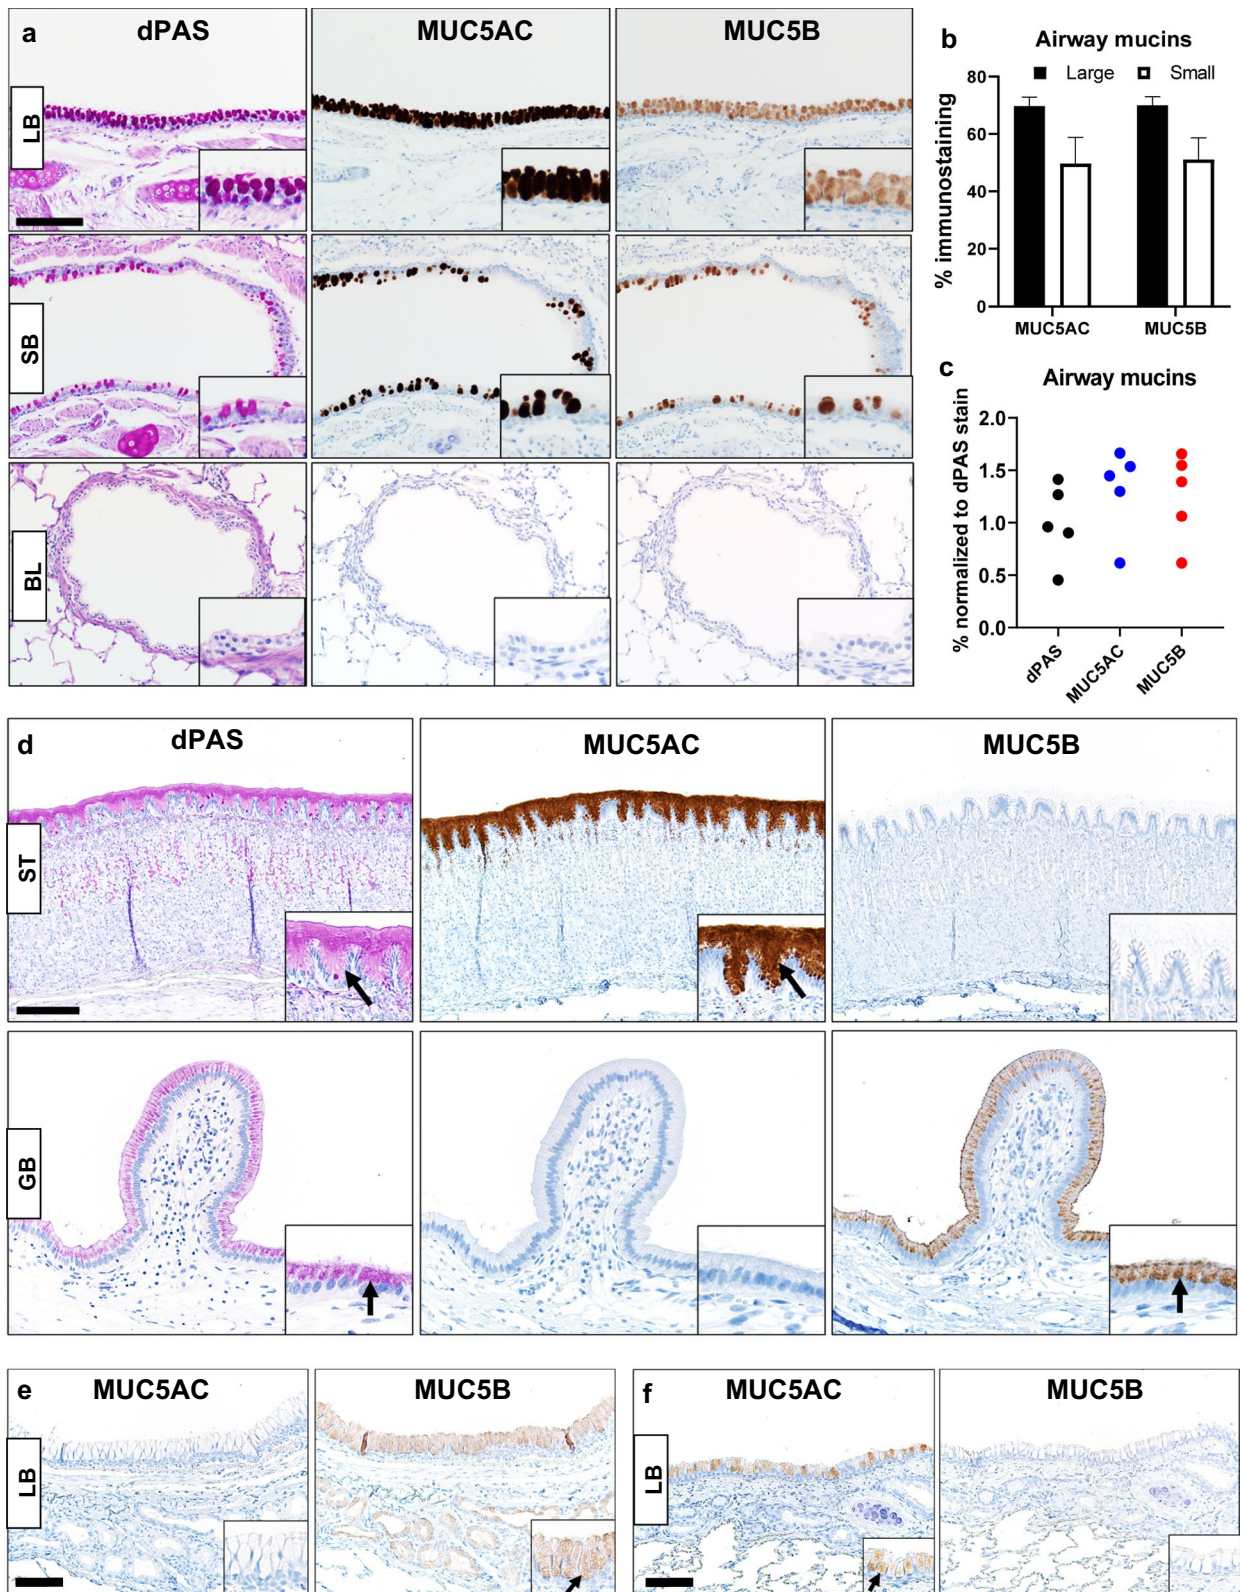 a
dPAS
MUC5AC
MUC5B
LB
SB
BL
b
Airway mucins
Large
Small
% immunostaining
80
60
40
20
0
MUC5AC
MUC5B
c
Airway mucins
% normalized to dPAS stain
2.0
1.5
1.0
0.5
0.0
dPAS
MUC5AC
MUC5B
d
dPAS
MUC5AC
MUC5B
ST
GB
e
MUC5AC
MUC5B
LB
f
MUC5AC
MUC5B
LB